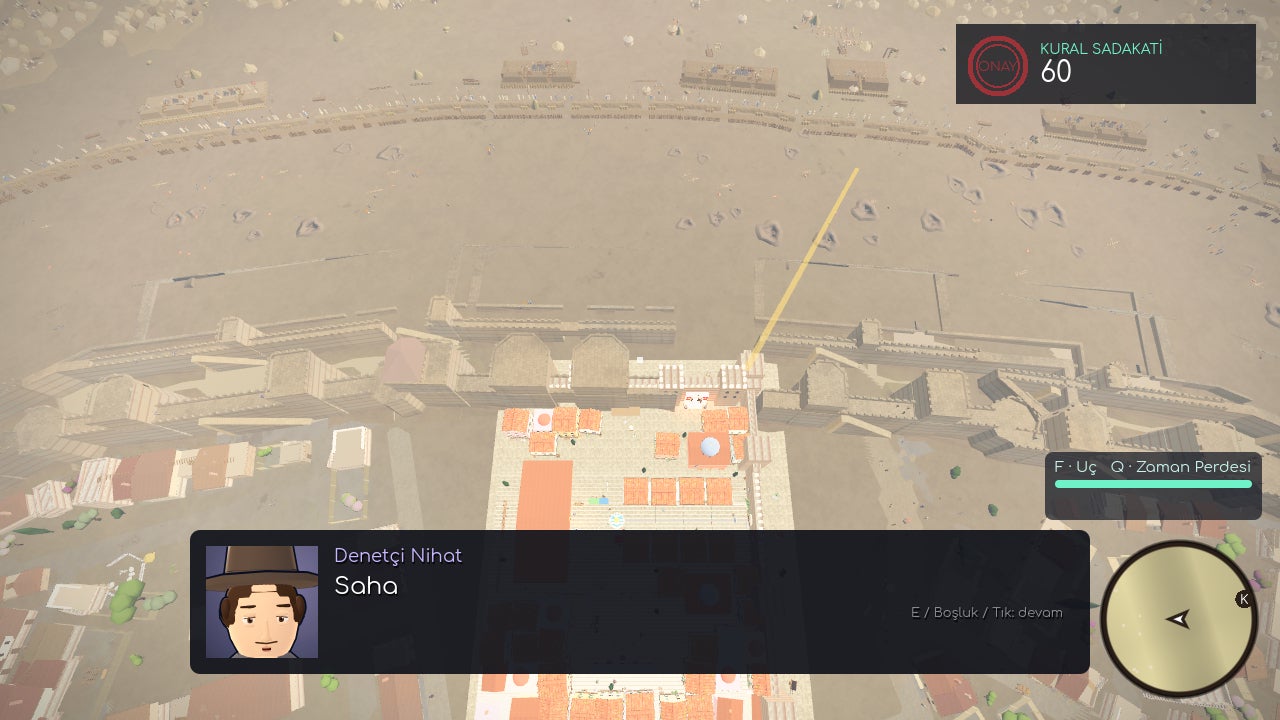 ONAY
KURAL SADAKATİ
60
F · Uç Q · Zaman Perdesi
Denetçi Nihat
Saha
E / Boşluk / Tık: devam
K